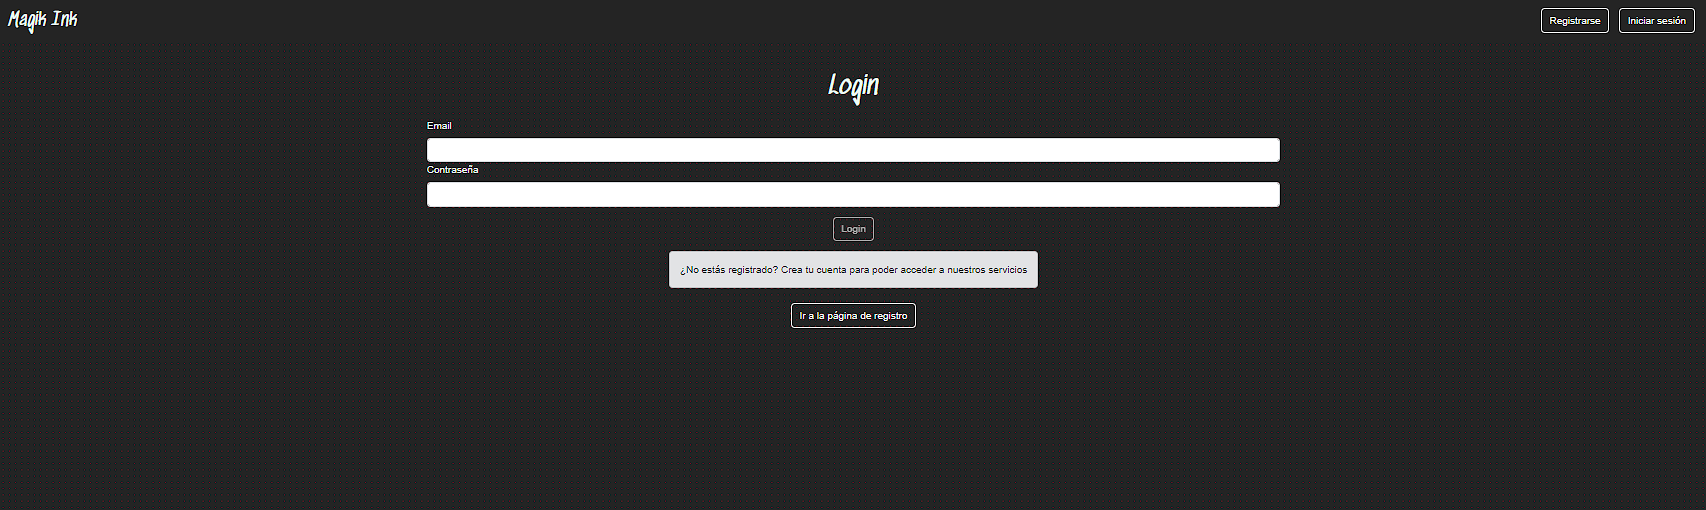 Magik Ink
Registrarse
Iniciar sesión
Login
Email
Contraseña
Login
¿No estás registrado? Crea tu cuenta para poder acceder a nuestros servicios
Ir a la página de registro